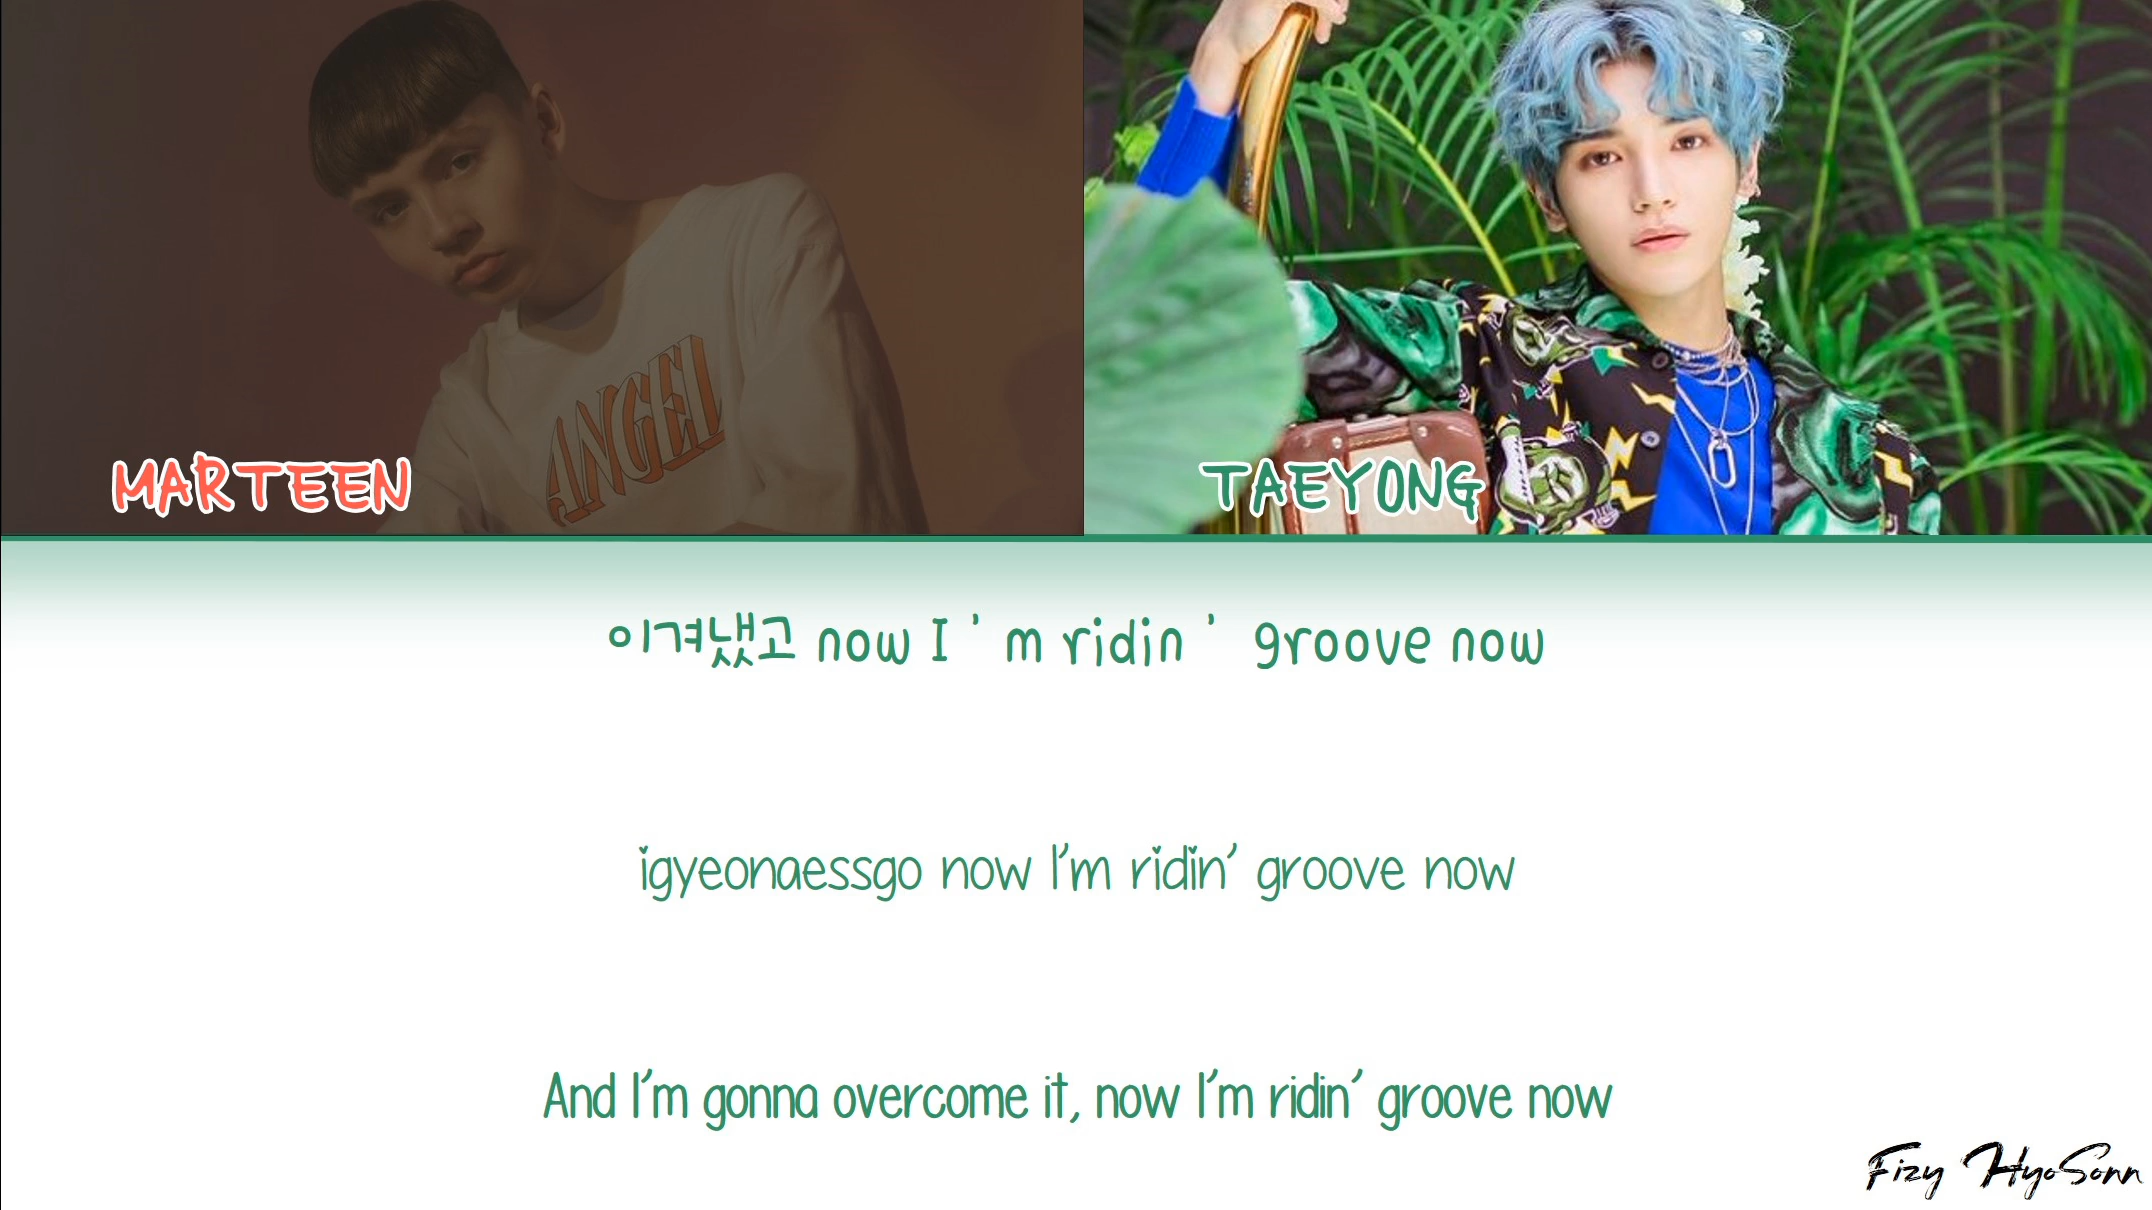 ANGEL
MARTEEN
TAEYONG
이겨냈고 now I'm ridin' groove now
igyeonaessgo now I'm ridin' groove now
And I'm gonna overcome it, now I'm ridin' groove now
Fizy HyoSonn